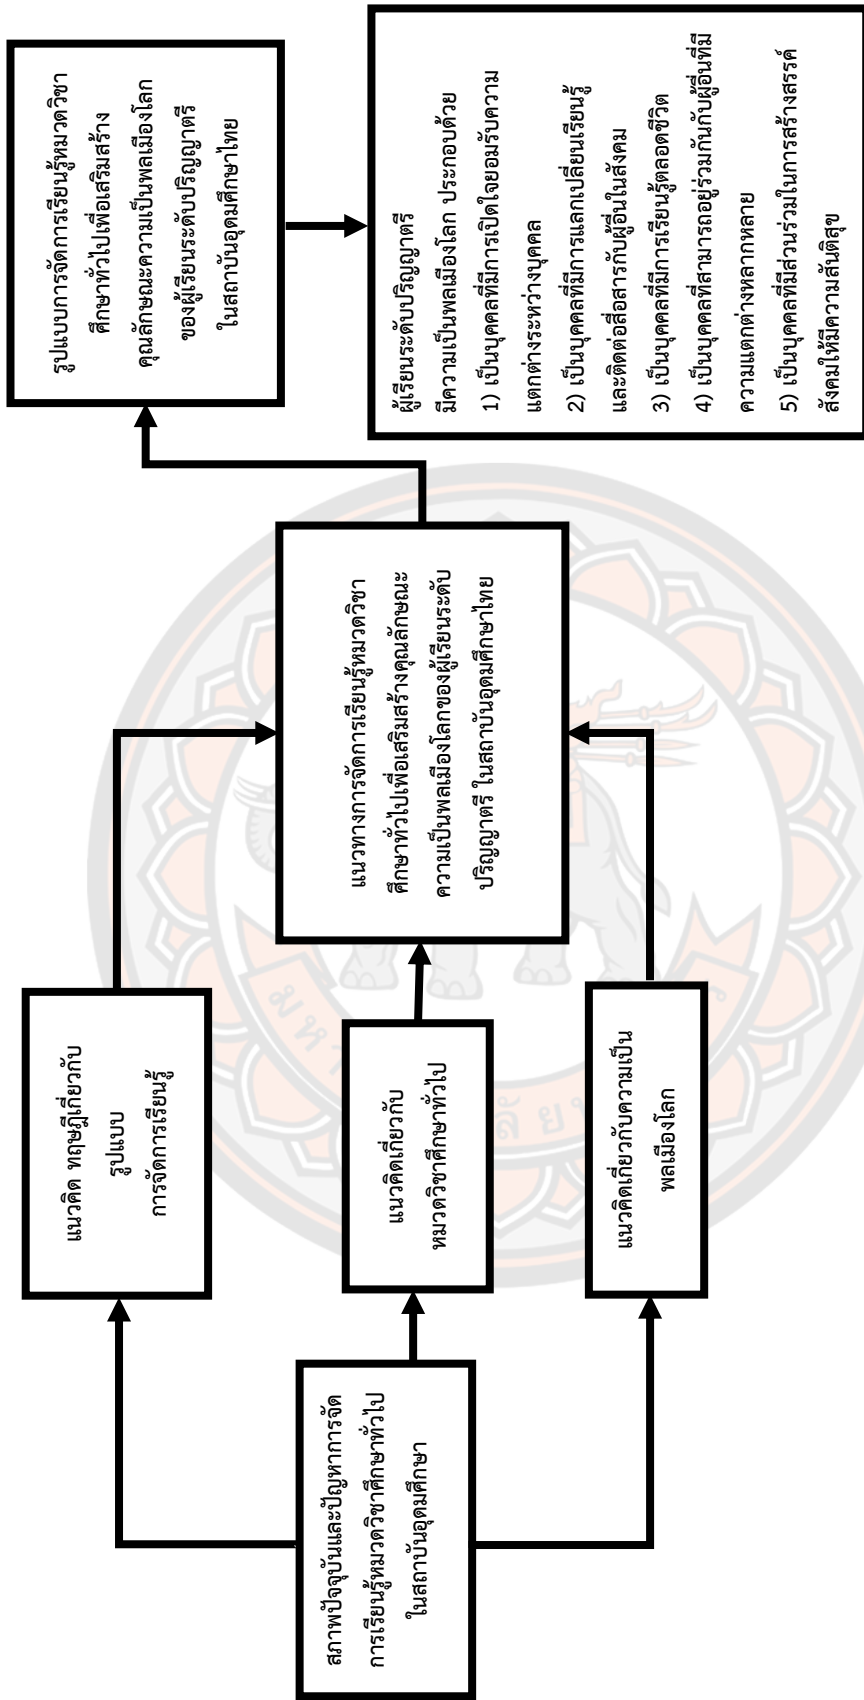 สภาพปัจจุบันและปัญหาการจัด
การเรียนรู้หมวดวิชาศึกษาทั่วไป
ในสถาบันอุดมศึกษา
แนวคิด ทฤษฎีเกี่ยวกับ
รูปแบบ
การจัดการเรียนรู้
แนวคิดเกี่ยวกับ
หมวดวิชาศึกษาทั่วไป
แนวคิดเกี่ยวกับความเป็น
พลเมืองโลก
แนวทางการจัดการเรียนรู้หมวดวิชา
ศึกษาทั่วไปเพื่อเสริมสร้างคุณลักษณะ
ความเป็นพลเมืองโลกของผู้เรียนระดับ
ปริญญาตรี ในสถาบันอุดมศึกษาไทย
รูปแบบการจัดการเรียนรู้หมวดวิชา
ศึกษาทั่วไปเพื่อเสริมสร้าง
คุณลักษณะความเป็นพลเมืองโลก
ของผู้เรียนระดับปริญญาตรี
ในสถาบันอุดมศึกษาไทย
ผู้เรียนระดับปริญญาตรี
มีความเป็นพลเมืองโลก ประกอบด้วย
1) เป็นบุคคลที่มีการเปิดใจยอมรับความ
แตกต่างระหว่างบุคคล
2) เป็นบุคคลที่มีการแลกเปลี่ยนเรียนรู้
และติดต่อสื่อสารกับผู้อื่นในสังคม
3) เป็นบุคคลที่มีการเรียนรู้ตลอดชีวิต
4) เป็นบุคคลที่สามารถอยู่ร่วมกันกับผู้อื่นที่มี
ความแตกต่างหลากหลาย
5) เป็นบุคคลที่มีส่วนร่วมในการสร้างสรรค์
สังคมให้มีความสันติสุข